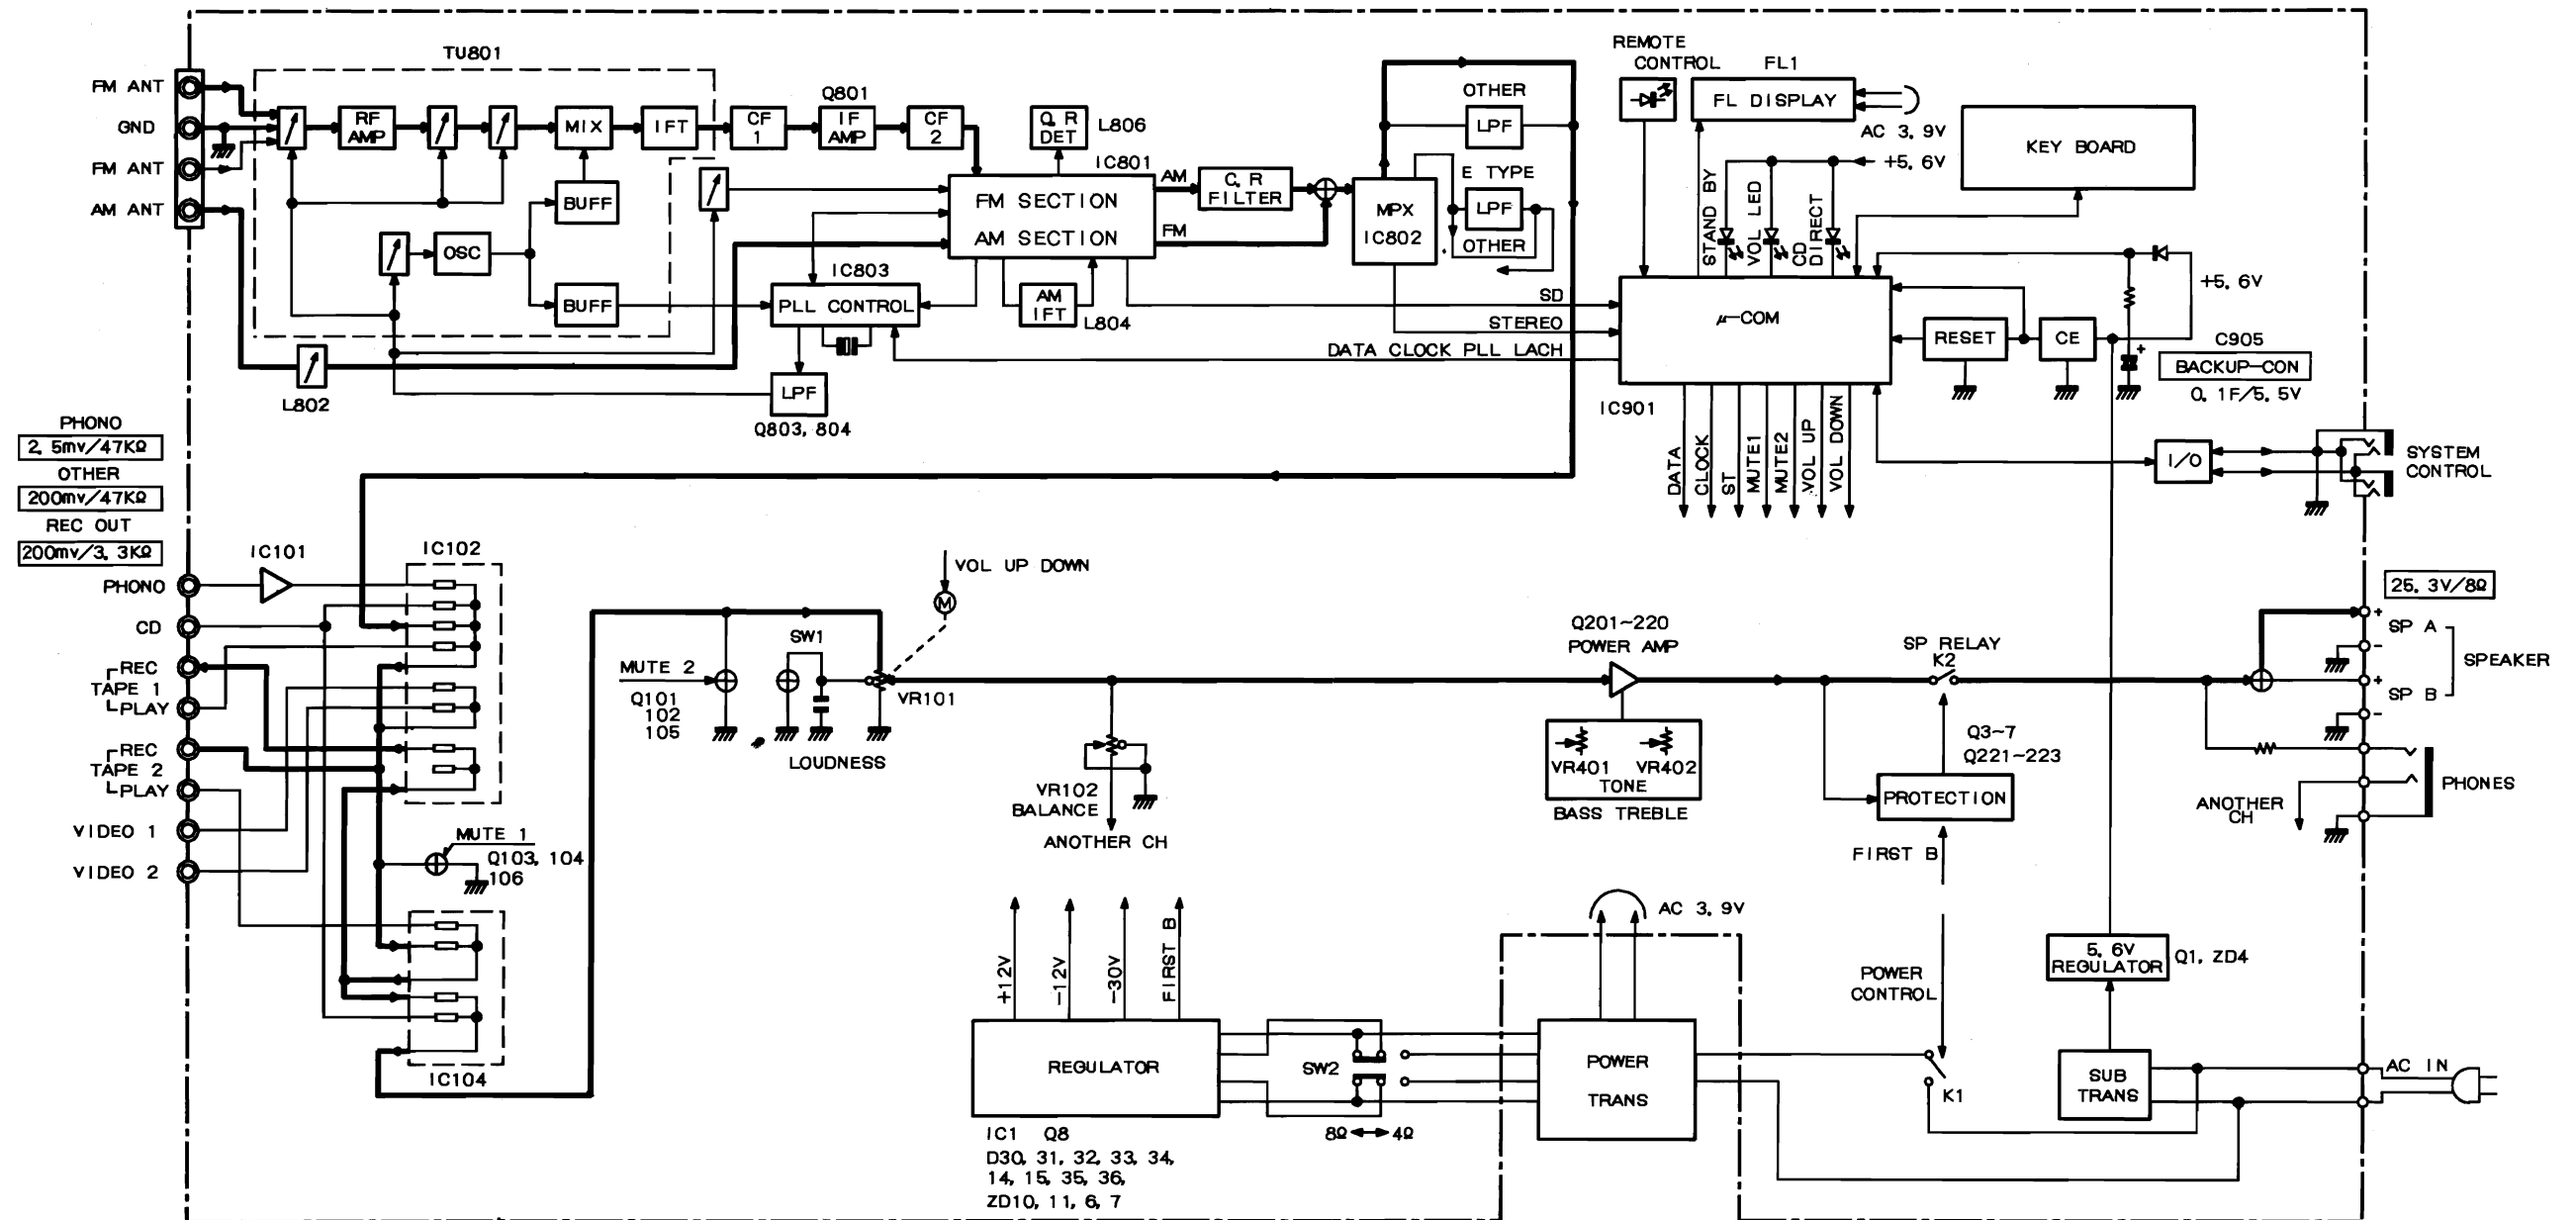 TU801
FM ANT
GND
FM ANT
AM ANT
RF
AMP
MIX
IFT
CF
1
Q801
IF
AMP
CF
2
Q.R
DET
L806
IC801
BUFF
OSC
BUFF
FM SECTION
AM SECTION
AM
FM
C.R
FILTER
MPX
IC802
OTHER
LPF
E TYPE
LPF
OTHER
IC803
PLL CONTROL
AM
IFT
L804
LPF
Q803, 804
L802
SD
STEREO
DATA CLOCK PLL LACH
REMOTE
CONTROL
FL1
FL DISPLAY
AC 3.9V
+5.6V
KEY BOARD
STAND BY
VOL LED
CD
DIRECT
μ-COM
IC901
RESET
CE
+5.6V
C905
BACKUP-CON
0.1F/5.5V
DATA
CLOCK
ST
MUTE1
MUTE2
VOL UP
VOL DOWN
I/O
SYSTEM
CONTROL
PHONO
2.5mv/47KΩ
OTHER
200mv/47KΩ
REC OUT
200mv/3.3KΩ
IC101
IC102
PHONO
CD
REC
TAPE 1
PLAY
REC
TAPE 2
PLAY
VIDEO 1
VIDEO 2
MUTE 1
Q103, 104
106
IC104
MUTE 2
Q101
102
105
SW1
LOUDNESS
VOL UP DOWN
M
VR101
VR102
BALANCE
ANOTHER CH
Q201~220
POWER AMP
VR401
VR402
TONE
BASS TREBLE
SP RELAY
K2
Q3~7
Q221~223
PROTECTION
FIRST B
25.3V/8Ω
+
SP A
-
SPEAKER
+
SP B
-
PHONES
ANOTHER
CH
+12V
-12V
-30V
FIRST B
REGULATOR
IC1 Q8
D30, 31, 32, 33, 34,
14, 15, 35, 36,
ZD10, 11, 6, 7
SW2
8Ω
4Ω
AC 3.9V
POWER
TRANS
POWER
CONTROL
K1
5.6V
REGULATOR
Q1, ZD4
SUB
TRANS
AC IN